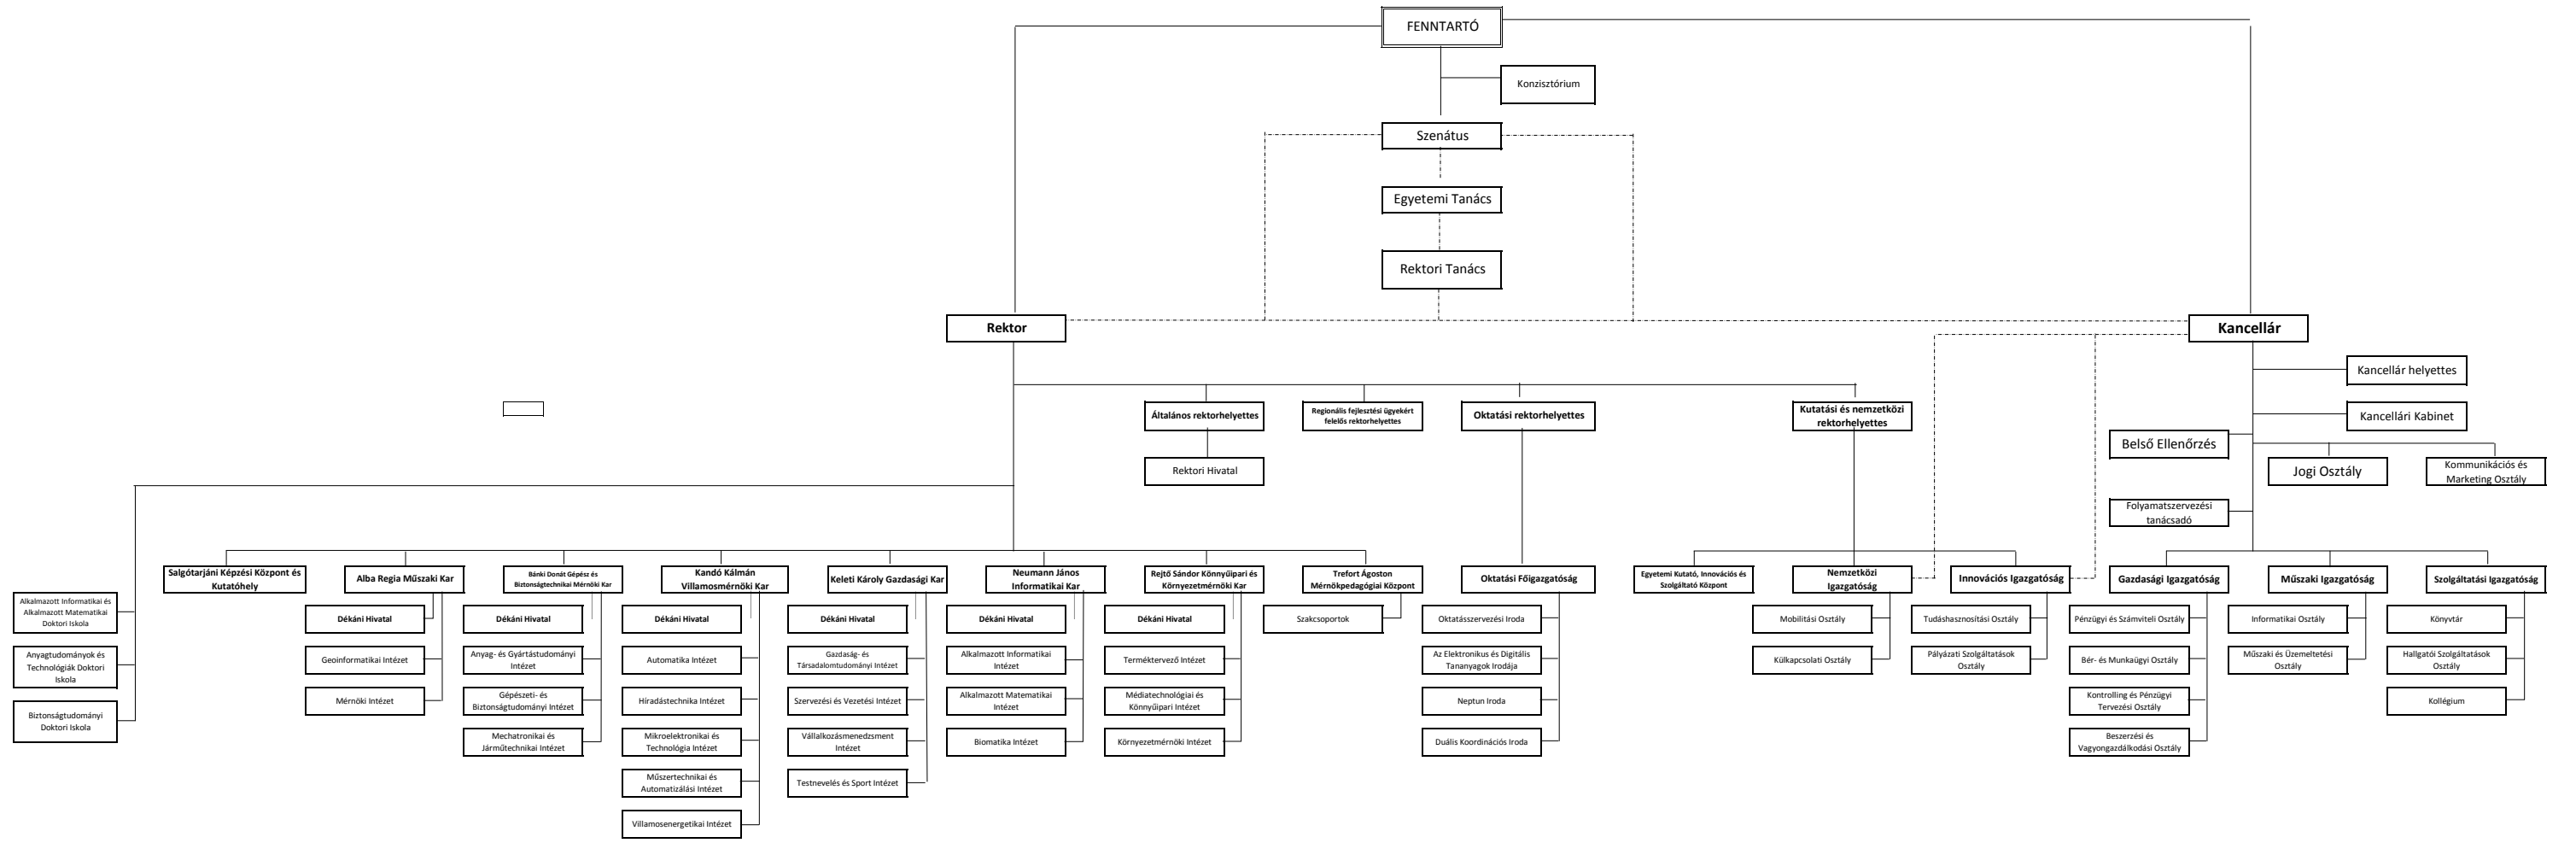 FENNTARTÓ
Konzisztórium
Szenátus
Egyetemi Tanács
Rektori Tanács
Rektor
Kancellár
Kancellár helyettes
Kancellári Kabinet
Belső Ellenőrzés
Jogi Osztály
Kommunikációs és
Marketing Osztály
Folyamatszervezési
tanácsadó
Általános rektorhelyettes
Regionális fejlesztési ügyekért
felelős rektorhelyettes
Oktatási rektorhelyettes
Kutatási és nemzetközi
rektorhelyettes
Rektori Hivatal
Alkalmazott Informatikai és
Alkalmazott Matematikai
Doktori Iskola
Anyagtudományok és
Technológiák Doktori
Iskola
Biztonságtudományi
Doktori Iskola
Salgótarjáni Képzési Központ és
Kutatóhely
Alba Regia Műszaki Kar
Dékáni Hivatal
Geoinformatikai Intézet
Mérnöki Intézet
Bánki Donát Gépész és
Biztonságtechnikai Mérnöki Kar
Dékáni Hivatal
Anyag- és Gyártástudományi
Intézet
Gépészeti- és
Biztonságtudományi Intézet
Mechatronikai és
Járműtechnikai Intézet
Kandó Kálmán
Villamosmérnöki Kar
Dékáni Hivatal
Automatika Intézet
Híradástechnika Intézet
Mikroelektronikai és
Technológia Intézet
Műszertechnikai és
Automatizálási Intézet
Villamosenergetikai Intézet
Keleti Károly Gazdasági Kar
Dékáni Hivatal
Gazdaság- és
Társadalomtudományi Intézet
Szervezési és Vezetési Intézet
Vállalkozásmenedzsment
Intézet
Testnevelés és Sport Intézet
Neumann János
Informatikai Kar
Dékáni Hivatal
Alkalmazott Informatikai
Intézet
Alkalmazott Matematikai
Intézet
Biomatika Intézet
Rejtő Sándor Könnyűipari és
Környezetmérnöki Kar
Dékáni Hivatal
Terméktervező Intézet
Médiatechnológiai és
Könnyűipari Intézet
Környezetmérnöki Intézet
Trefort Ágoston
Mérnökpedagógiai Központ
Szakcsoportok
Oktatási Főigazgatóság
Oktatásszervezési Iroda
Az Elektronikus és Digitális
Tananyagok Irodája
Neptun Iroda
Duális Koordinációs Iroda
Egyetemi Kutató, Innovációs és
Szolgáltató Központ
Nemzetközi
Igazgatóság
Mobilitási Osztály
Külkapcsolati Osztály
Innovációs Igazgatóság
Tudáshasznosítási Osztály
Pályázati Szolgáltatások
Osztály
Gazdasági Igazgatóság
Pénzügyi és Számviteli Osztály
Bér- és Munkaügyi Osztály
Kontrolling és Pénzügyi
Tervezési Osztály
Beszerzési és
Vagyongazdálkodási Osztály
Műszaki Igazgatóság
Informatikai Osztály
Műszaki és Üzemeltetési
Osztály
Szolgáltatási Igazgatóság
Könyvtár
Hallgatói Szolgáltatások
Osztály
Kollégium